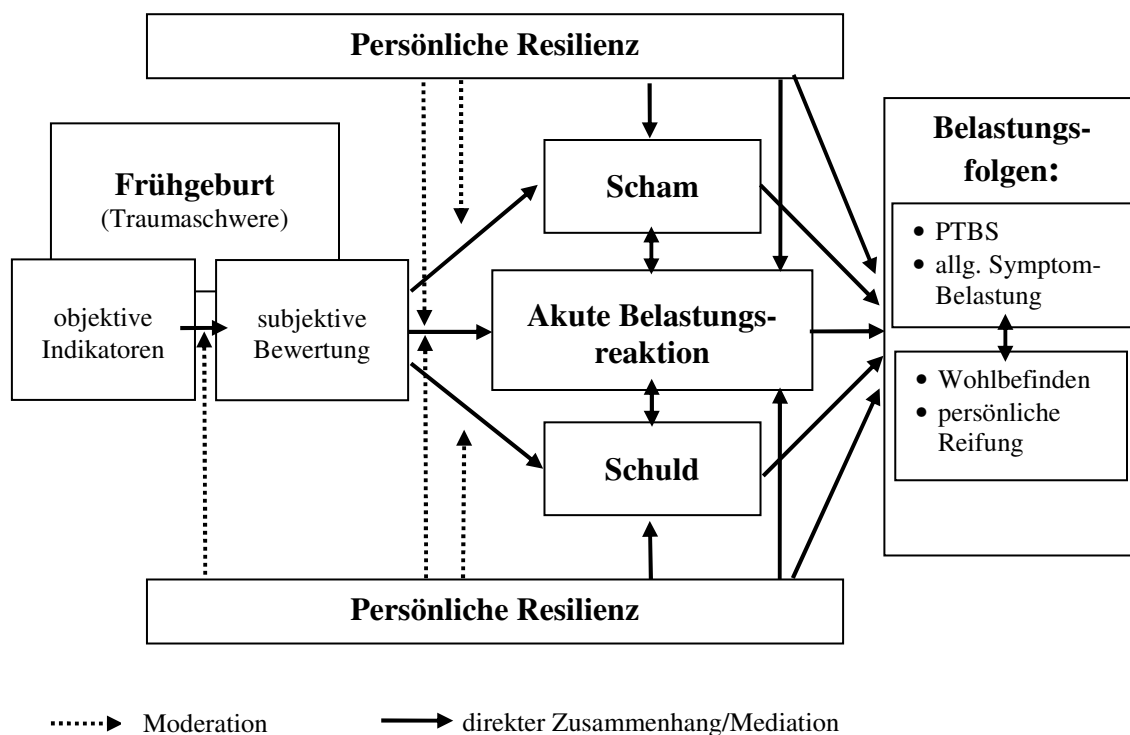 Persönliche Resilienz
Frühgeburt
(Traumaschwere)
objektive
Indikatoren
subjektive
Bewertung
Scham
Akute Belastungs-
reaktion
Schuld
Belastungs-
folgen:
• PTBS
• allg. Symptom-
Belastung
• Wohlbefinden
• persönliche
Reifung
Persönliche Resilienz
Moderation
direkter Zusammenhang/Mediation